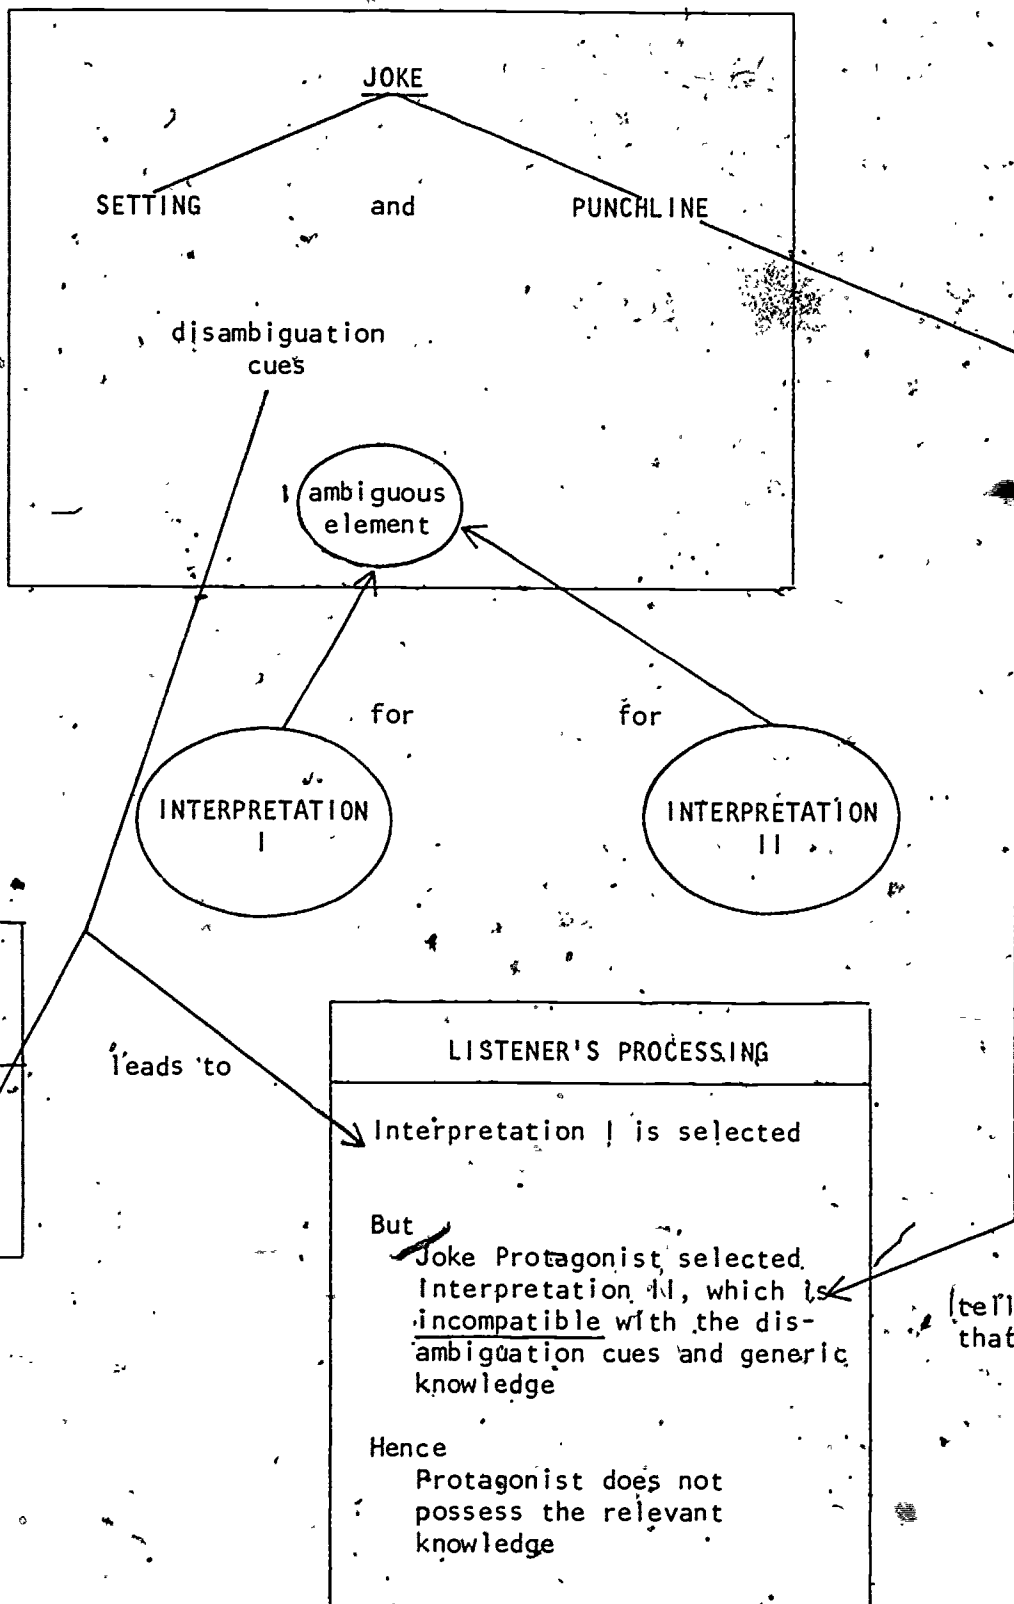 JOKE
SETTING and PUNCHLINE
disambiguation
cues
ambiguous
element
for for
INTERPRETATION
I
INTERPRETATION
II
LISTENER'S PROCESSING
leads to
Interpretation I is selected
But
Joke Protagonist selected
Interpretation II, which is
incompatible with the dis-
ambiguation cues and generic
knowledge
that
Hence
Protagonist does not
possess the relevant
knowledge